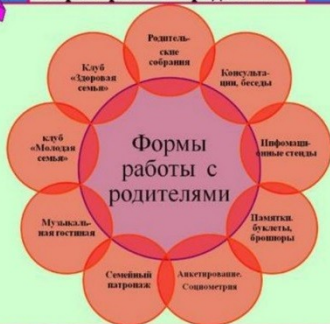 Родитель-
ские
собрания
Консульта-
ции, беседы
Инфомаци-
онные стенды
Памятки,
буклеты,
брошюры
Анкетирование.
Социометрия
Семейный
патронаж
Музыкаль-
ная гостиная
клуб
«Молодая
семья»
Клуб
«Здоровая
семья»
Формы
работы с
родителями